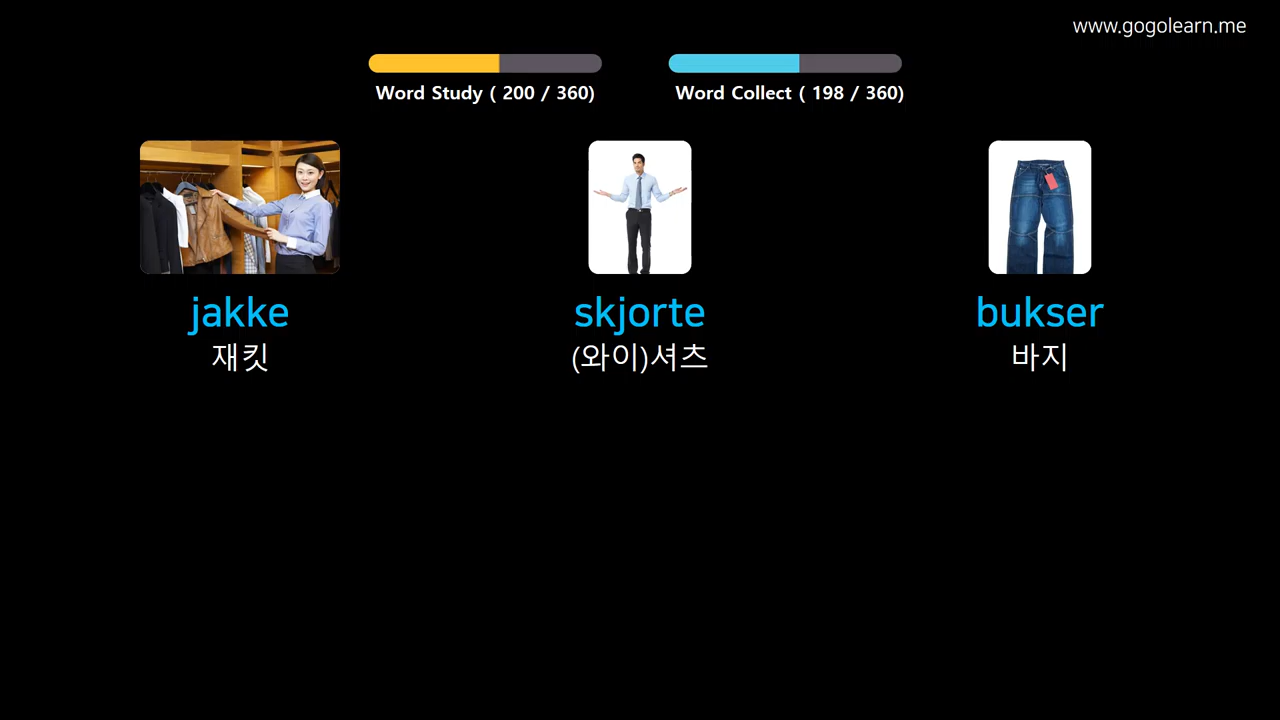 www.gogolearn.me
Word Study ( 200 / 360)
Word Collect ( 198 / 360)
jakke
재킷
skjorte
(와이)셔츠
bukser
바지